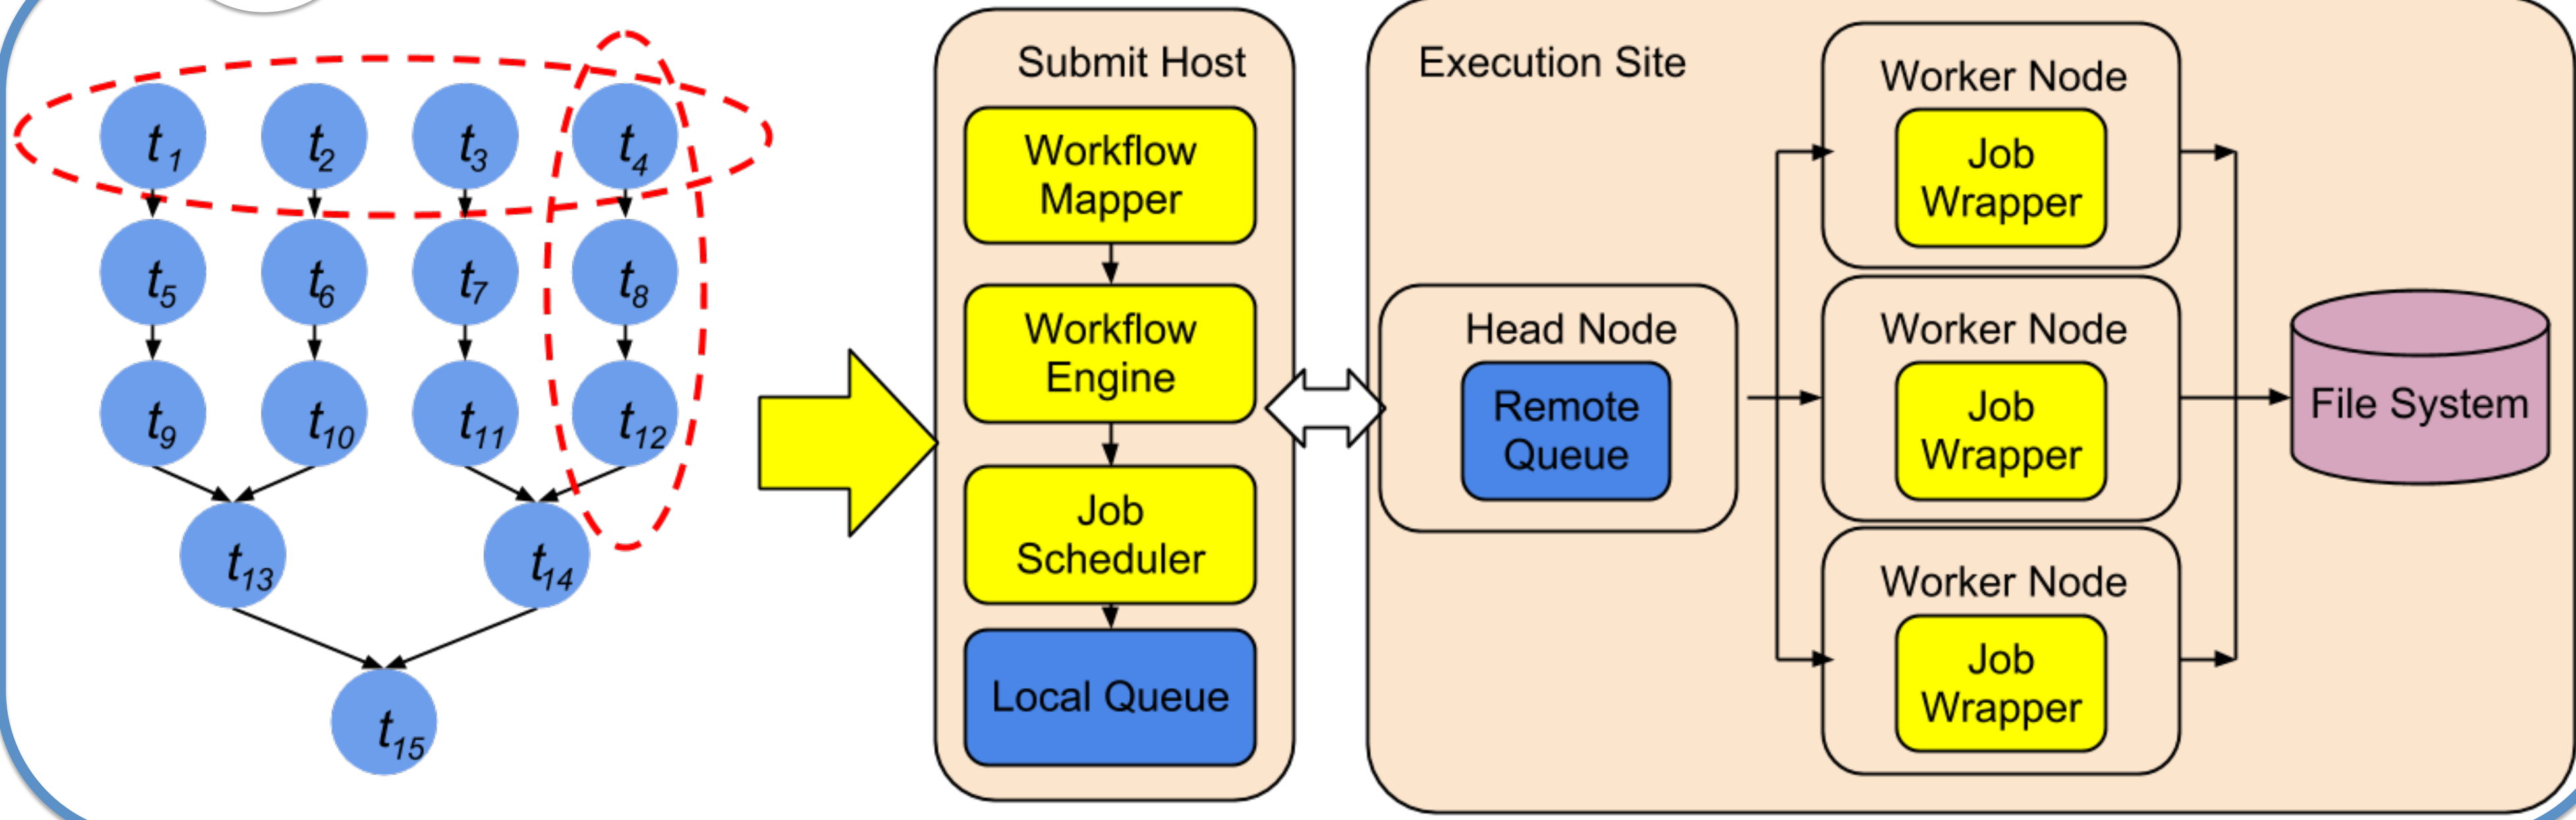 t1 t2 t3 t4
t5 t6 t7 t8
t9 t10 t11 t12
t13 t14
t15
Submit Host
Workflow
Mapper
Workflow
Engine
Job
Scheduler
Local Queue
Execution Site
Head Node
Remote
Queue
Worker Node
Job
Wrapper
Worker Node
Job
Wrapper
Worker Node
Job
Wrapper
File System